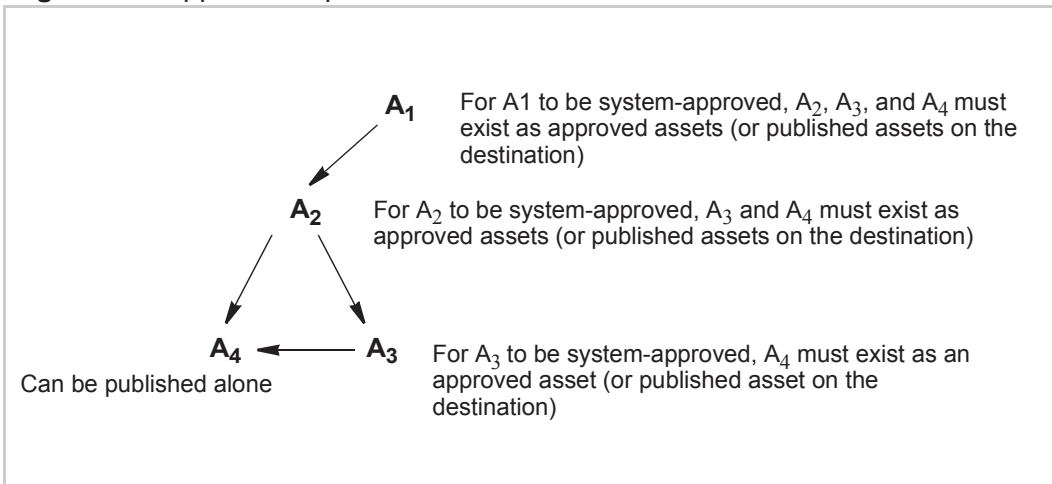 A1
For A1 to be system-approved, A2, A3, and A4 must
exist as approved assets (or published assets on the
destination)
A2
For A2 to be system-approved, A3 and A4 must exist as
approved assets (or published assets on the destination)
A4
A3
Can be published alone
For A3 to be system-approved, A4 must exist as an
approved asset (or published asset on the
destination)